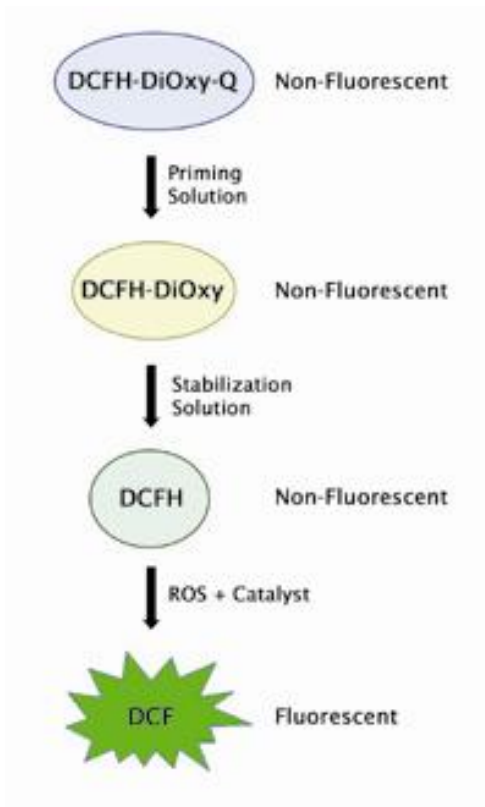 DCFH-DiOxy-Q Non-Fluorescent
Priming
Solution
DCFH-DiOxy Non-Fluorescent
Stabilization
Solution
DCFH Non-Fluorescent
ROS + Catalyst
DCF Fluorescent